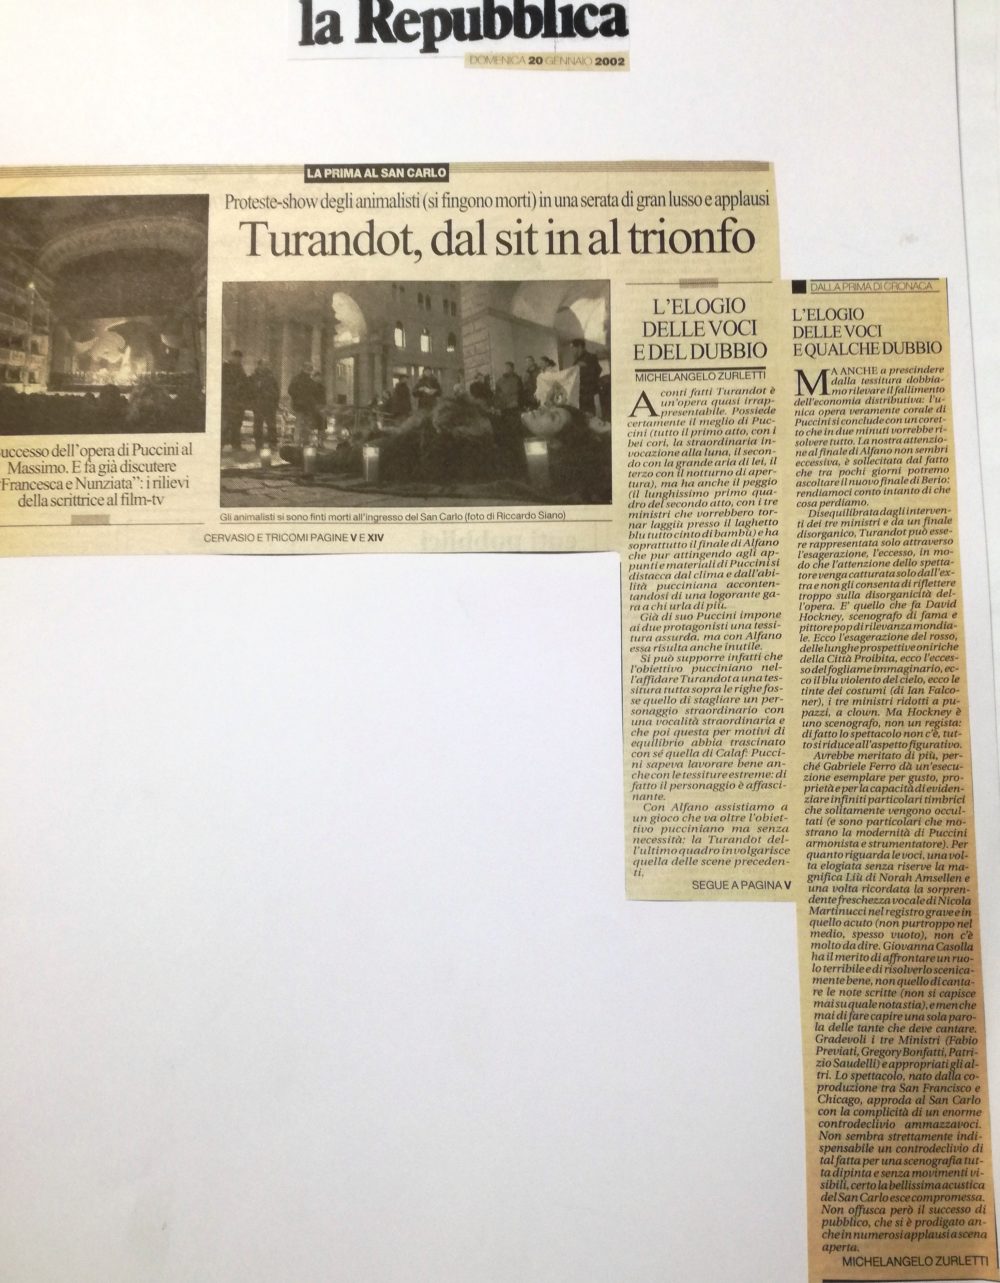 la Repubblica
DOMENICA 20 GENNAIO 2002
LA PRIMA AL SAN CARLO
Proteste-show degli animalisti (si fingono morti) in una serata di gran lusso e applausi
Turandot, dal sit in al trionfo
uccesso dell'opera di Puccini al
Massimo. E fa già discutere
"Francesca e Nunziata": i rilievi
della scrittrice al film-tv
Gli animalisti si sono finti morti all'ingresso del San Carlo (foto di Riccardo Siano)
CERVASIO E TRICOMI PAGINE V E XIV
L'ELOGIO
DELLE VOCI
E DEL DUBBIO
MICHELANGELO ZURLETTI
A conti fatti Turandot è
un'opera quasi irrap-
presentabile. Possiede
certamente il meglio di Puc-
cini (tutto il primo atto, con i
bei cori, la straordinaria in-
vocazione alla luna, il secon-
do con la grande aria di lei, il
terzo con il notturno di aper-
tura), ma ha anche il peggio
(il lunghissimo primo qua-
dro del secondo atto, con i tre
ministri che vorrebbero tor-
nar laggiù presso il laghetto
blu tutto cinto di bambù) e ha
soprattutto il finale di Alfano
che pur attingendo agli ap-
punti e materiali di Puccini si
distacca dal clima e dall'abi-
lità pucciniana acconten-
tandosi di una logorante ga-
ra a chi urla di più.
Già di suo Puccini impone
ai due protagonisti una tessi-
tura assurda, ma con Alfano
essa risulta anche inutile.
Si può supporre infatti che
l'obiettivo pucciniano nel-
l'affidare Turandot a una tes-
situra tutta sopra le righe fos-
se quello di stagliare un per-
sonaggio straordinario con
una vocalità straordinaria e
che poi questa per motivi di
equilibrio abbia trascinato
con sé quella di Calaf: Pucci-
ni sapeva lavorare bene an-
che con le tessiture estreme: di
fatto il personaggio è affasci-
nante.
Con Alfano assistiamo a
un gioco che va oltre l'obiet-
tivo pucciniano ma senza
necessità: la Turandot del-
l'ultimo quadro involgarisce
quella delle scene preceden-
ti.
SEGUE A PAGINA V
DALLA PRIMA DI CRONACA
L'ELOGIO
DELLE VOCI
E QUALCHE DUBBIO
MA ANCHE a prescindere
dalla tessitura dobbia-
mo rilevare il fallimento
dell'economia distributiva: l'u-
nica opera veramente corale di
Puccini si conclude con un coret-
to che in due minuti vorrebbe ri-
solvere tutto. La nostra attenzio-
ne al finale di Alfano non sembri
eccessiva, è sollecitata dal fatto
che tra pochi giorni potremo
ascoltare il nuovo finale di Berio:
rendiamoci conto intanto di che
cosa perdiamo.
Disequilibrata dagli interven-
ti dei tre ministri e da un finale
disorganico, Turandot può esse-
re rappresentata solo attraverso
l'esagerazione, l'eccesso, in mo-
do che l'attenzione dello spetta-
tore venga catturata solo dall'ex-
tra e non gli consenta di riflettere
troppo sulla disorganicità del-
l'opera. E' quello che fa David
Hockney, scenografo di fama e
pittore pop di rilevanza mondia-
le. Ecco l'esagerazione del rosso,
delle lunghe prospettive oniriche
della Città Proibita, ecco l'ecces-
so del fogliame immaginario, ec-
co il blu violento del cielo, ecco le
tinte dei costumi (di Ian Falco-
ner), i tre ministri ridotti a pu-
pazzi, a clown. Ma Hockney è
uno scenografo, non un regista:
di fatto lo spettacolo non c'è, tut-
to si riduce all'aspetto figurativo.
Avrebbe meritato di più, per-
ché Gabriele Ferro dà un'esecu-
zione esemplare per gusto, pro-
prietà e per la capacità di eviden-
ziare infiniti particolari timbrici
che solitamente vengono occul-
tati (e sono particolari che mo-
strano la modernità di Puccini
armonista e strumentatore). Per
quanto riguarda le voci, una vol-
ta elogiata senza riserve la ma-
gnifica Liù di Norah Amsellen e
una volta ricordata la sorpren-
dente freschezza vocale di Nicola
Martinucci nel registro grave e in
quello acuto (non purtroppo nel
medio, spesso vuoto), non c'è
molto da dire. Giovanna Casolla
ha il merito di affrontare un ruo-
lo terribile e di risolverlo scenica-
mente bene, non quello di canta-
re le note scritte (non si capisce
mai su quale nota stia), e men che
mai di fare capire una sola paro-
la delle tante che deve cantare.
Gradevoli i tre Ministri (Fabio
Previati, Gregory Bonfatti, Patri-
zio Saudelli) e appropriati gli al-
tri. Lo spettacolo, nato dalla co-
produzione tra San Francisco e
Chicago, approda al San Carlo
con la complicità di un enorme
controdeclivio ammazzavoci.
Non sembra strettamente indi-
spensabile un controdeclivio di
tal fatta per una scenografia tut-
ta dipinta e senza movimenti vi-
sibili, certo la bellissima acustica
del San Carlo esce compromessa.
Non offusca però il successo di
pubblico, che si è prodigato an-
che in numerosi applausi a scena
aperta.
MICHELANGELO ZURLETTI